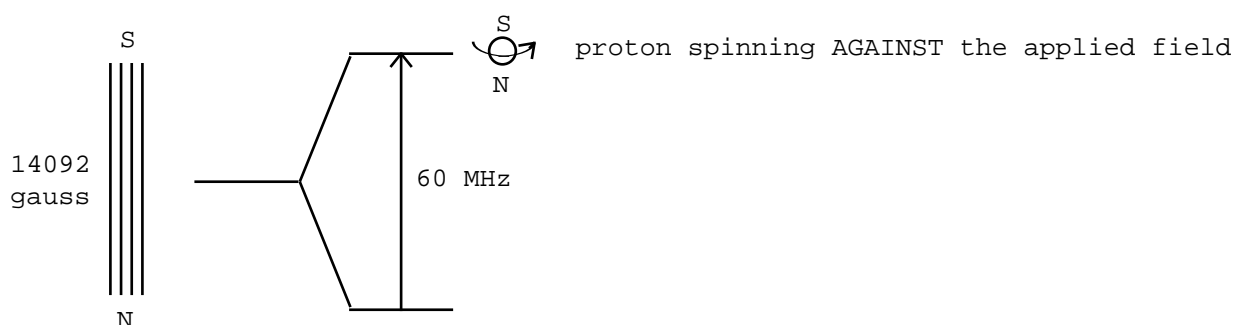 S
S
proton spinning AGAINST the applied field
N
14092
gauss
60 MHz
N